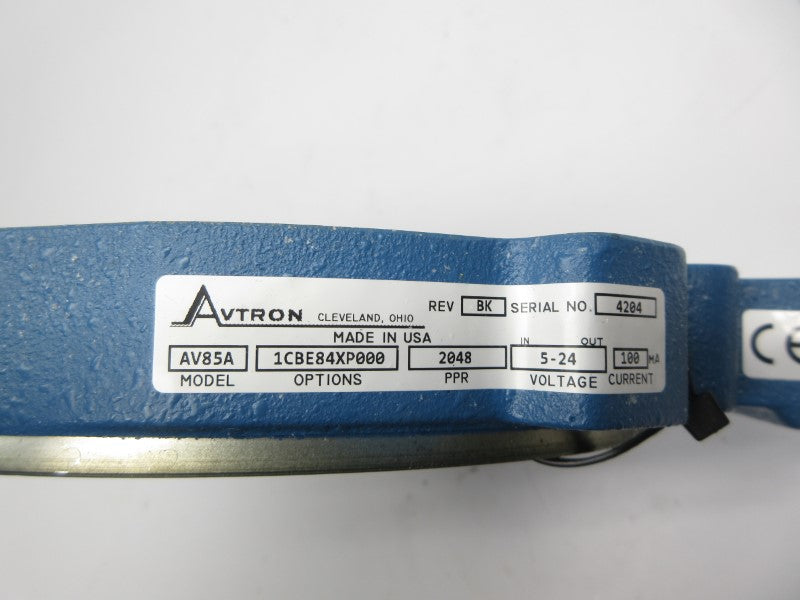 AVTRON CLEVELAND, OHIO REV BK SERIAL NO. 4204
MADE IN USA
IN OUT
AV85A 1CBE84XP000 2048 5-24 100 MA
MODEL OPTIONS PPR VOLTAGE CURRENT
CE